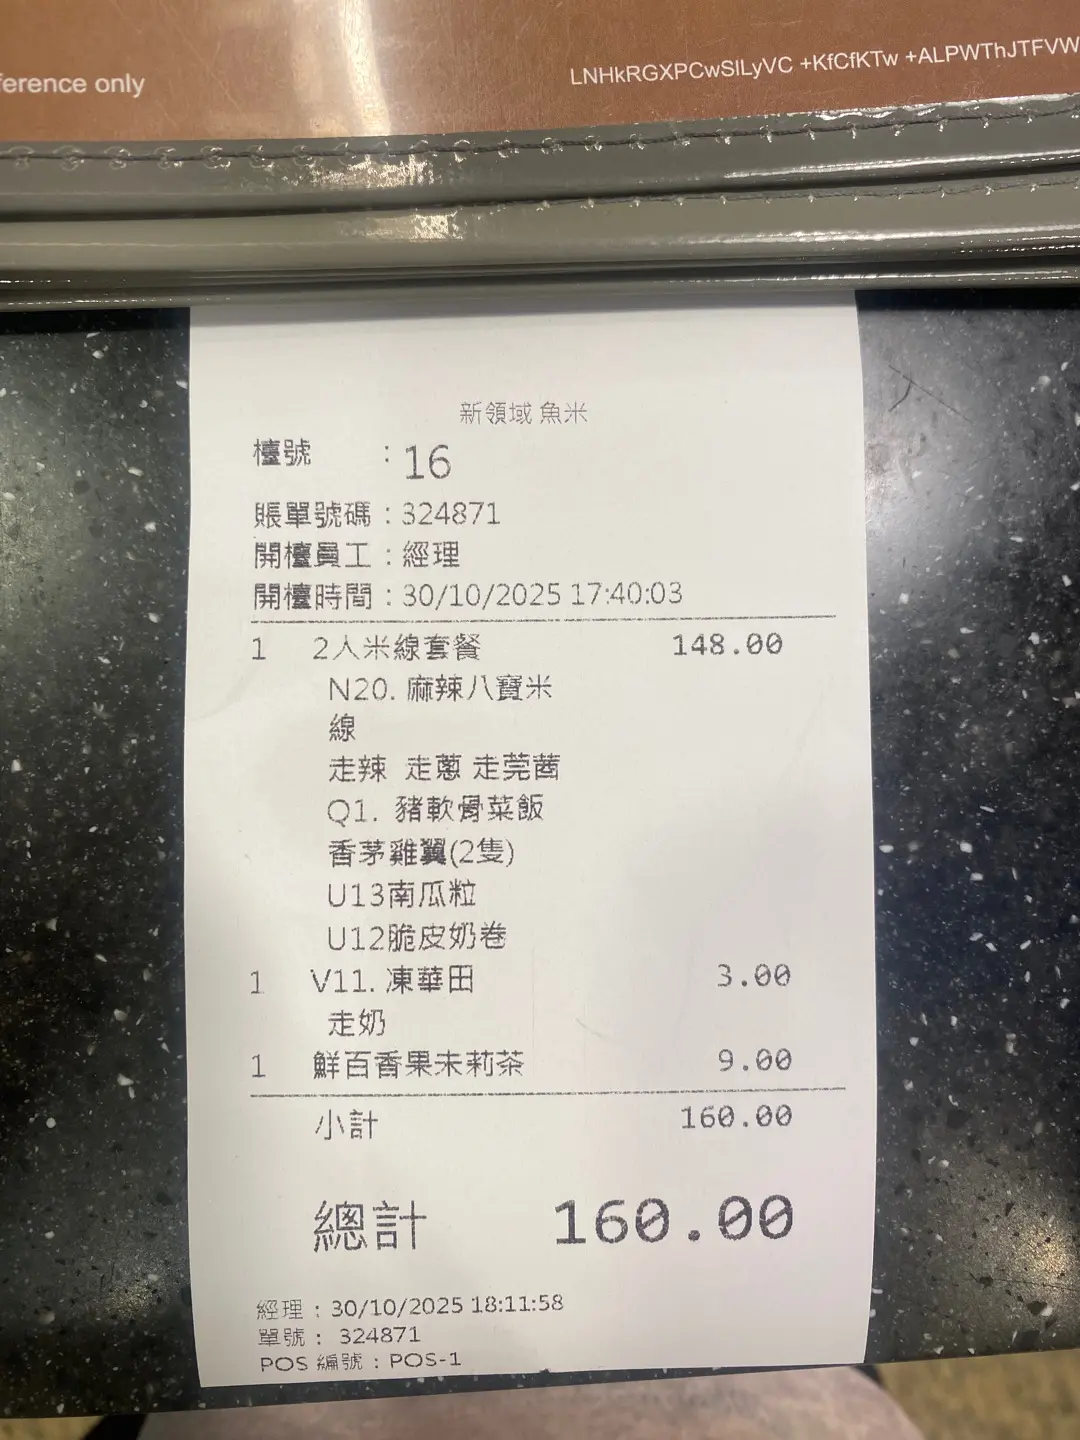 ference only
LNHkRGXPCwSlLyVC +KfCfKTw +ALPWThJTFVW
新領域 魚米
檯號 : 16
賬單號碼 : 324871
開檯員工 : 經理
開檯時間 : 30/10/2025 17:40:03
1 2人米線套餐 148.00
N20. 麻辣八寶米
線
走辣 走蔥 走莞茜
Q1. 豬軟骨菜飯
香茅雞翼(2隻)
U13南瓜粒
U12脆皮奶卷
1 V11. 凍華田 3.00
走奶
1 鮮百香果未莉茶 9.00
小計 160.00
總計 160.00
經理 : 30/10/2025 18:11:58
單號 : 324871
POS 編號 : POS-1